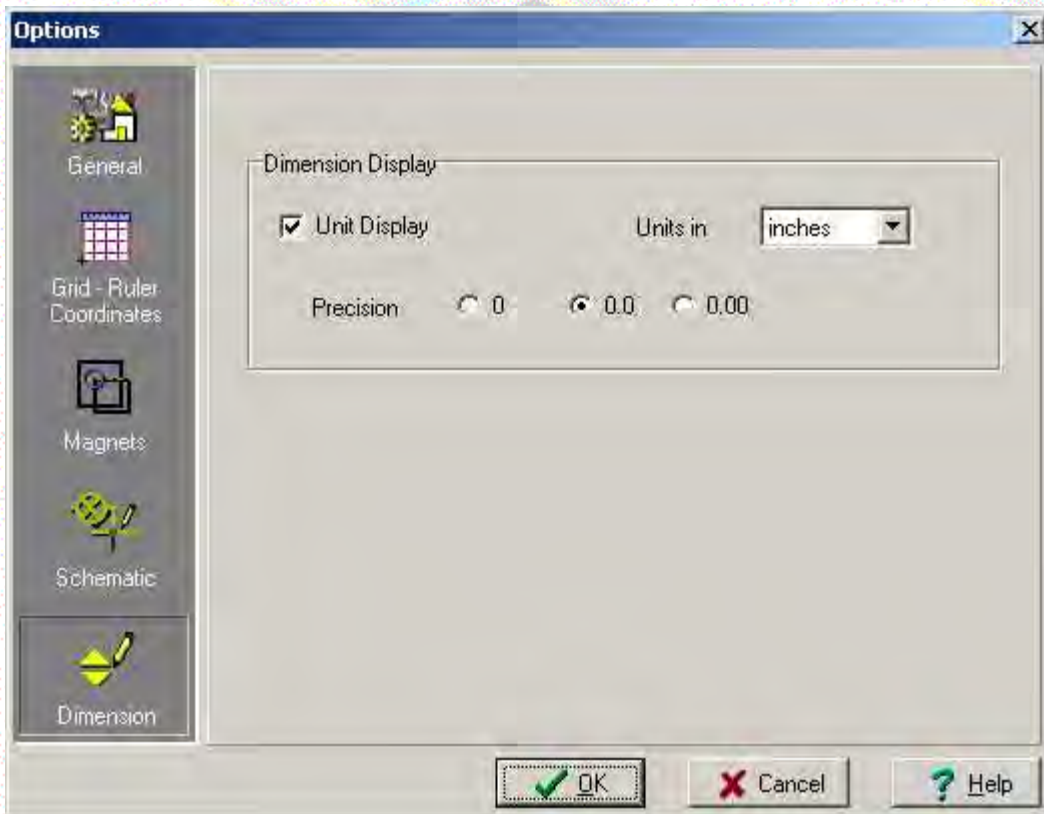 Options
General
Grid - Ruler
Coordinates
Magnets
Schematic
Dimension
Dimension Display
Unit Display
Units in inches
Precision 0 0.0 0.00
OK Cancel Help